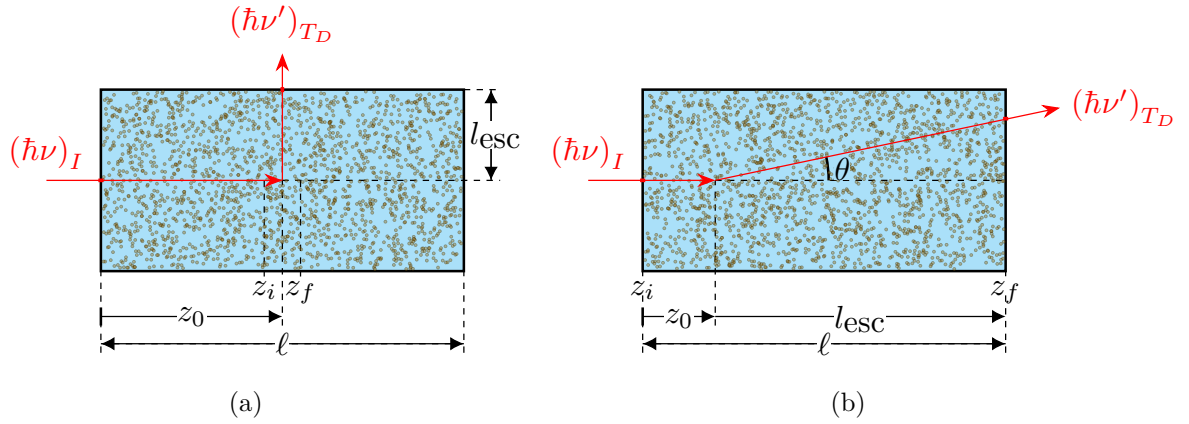 (ħν′)_{T_D}
(ħν)_I
l_esc
z_i z_f
z_0
ℓ
(a)
(ħν′)_{T_D}
(ħν)_I
θ
z_i z_f
z_0 l_esc
ℓ
(b)